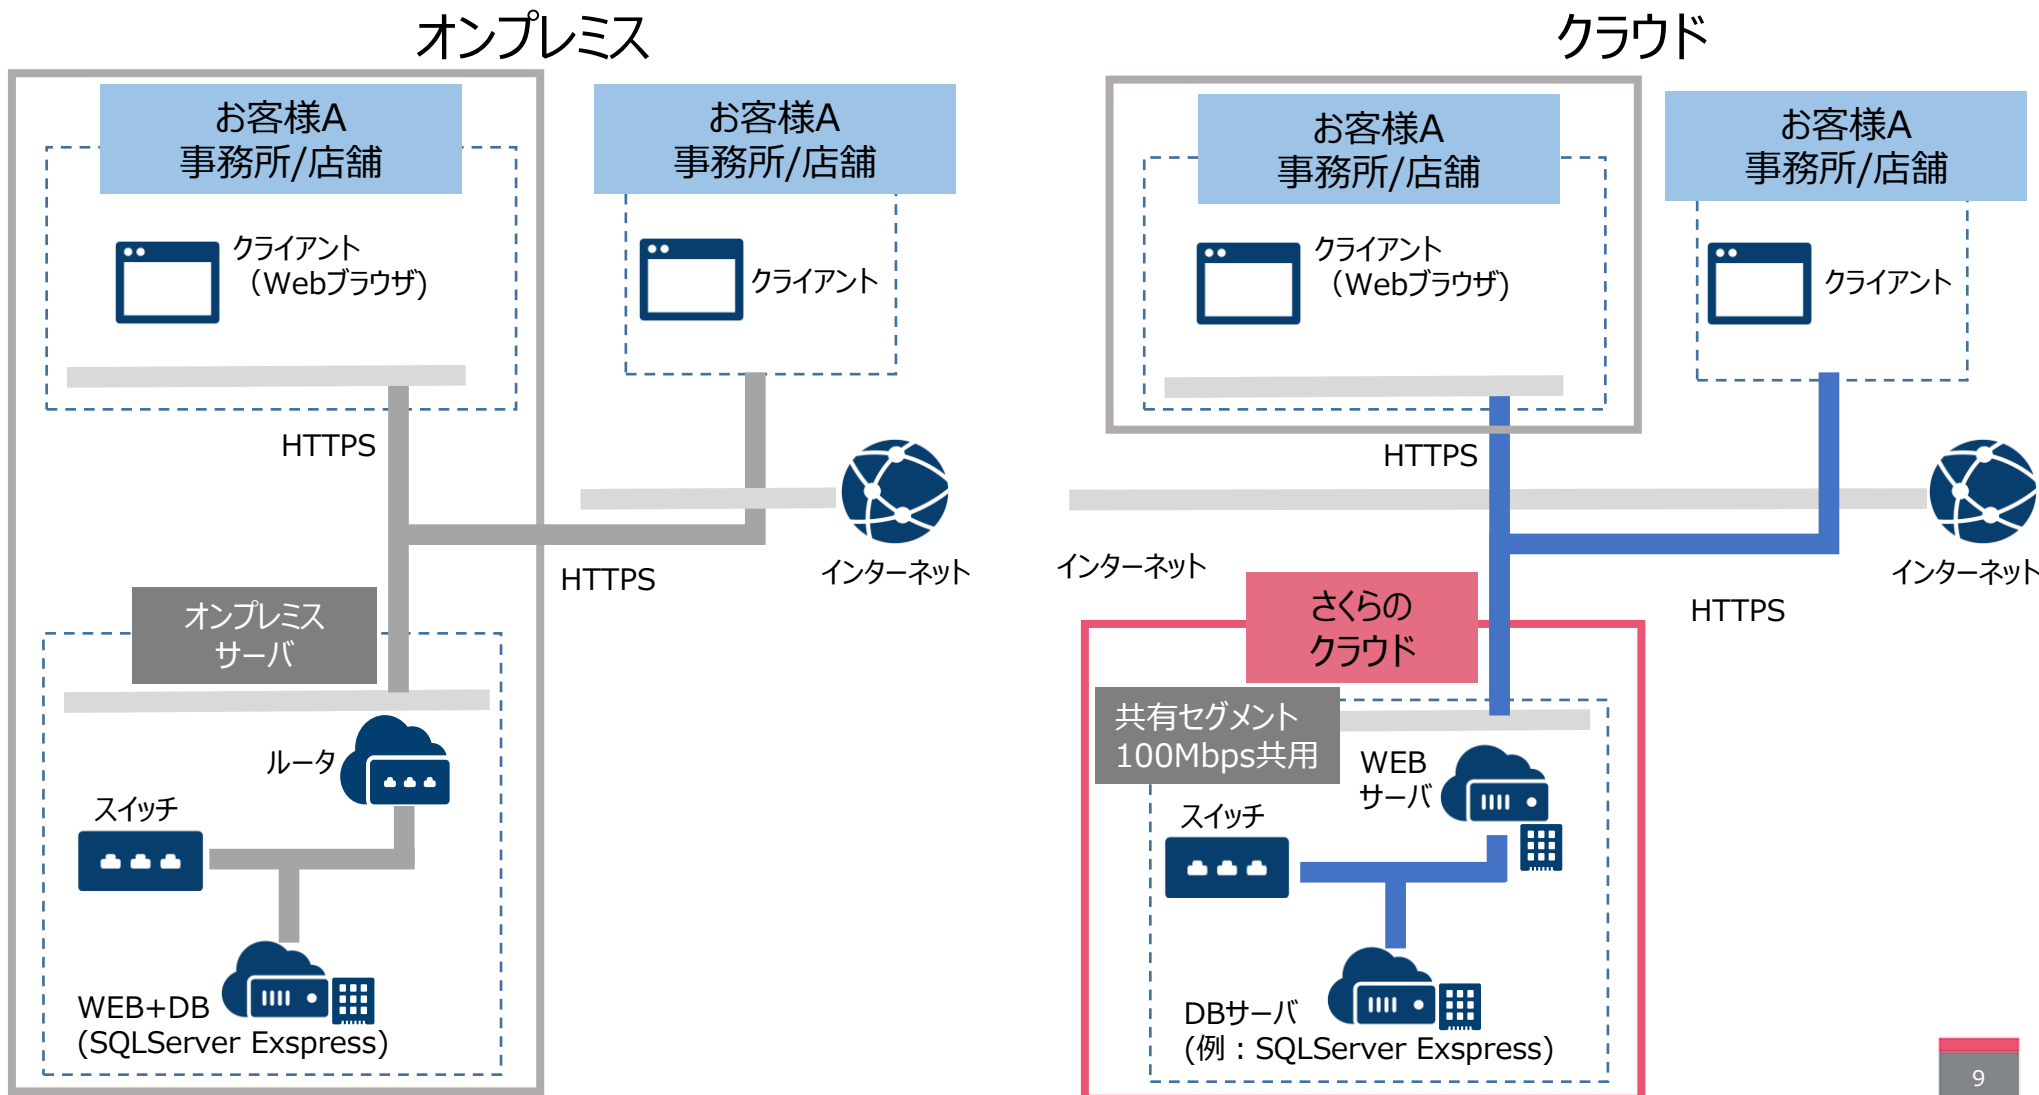 オンプレミス
お客様A
事務所/店舗
お客様A
事務所/店舗
クライアント
（Webブラウザ)
クライアント
HTTPS
HTTPS
インターネット
オンプレミス
サーバ
ルータ
スイッチ
WEB+DB
(SQLServer Exspress)
クラウド
お客様A
事務所/店舗
お客様A
事務所/店舗
クライアント
（Webブラウザ)
クライアント
HTTPS
インターネット
インターネット
HTTPS
さくらの
クラウド
共有セグメント
100Mbps共用
WEB
サーバ
スイッチ
DBサーバ
(例：SQLServer Exspress)
9